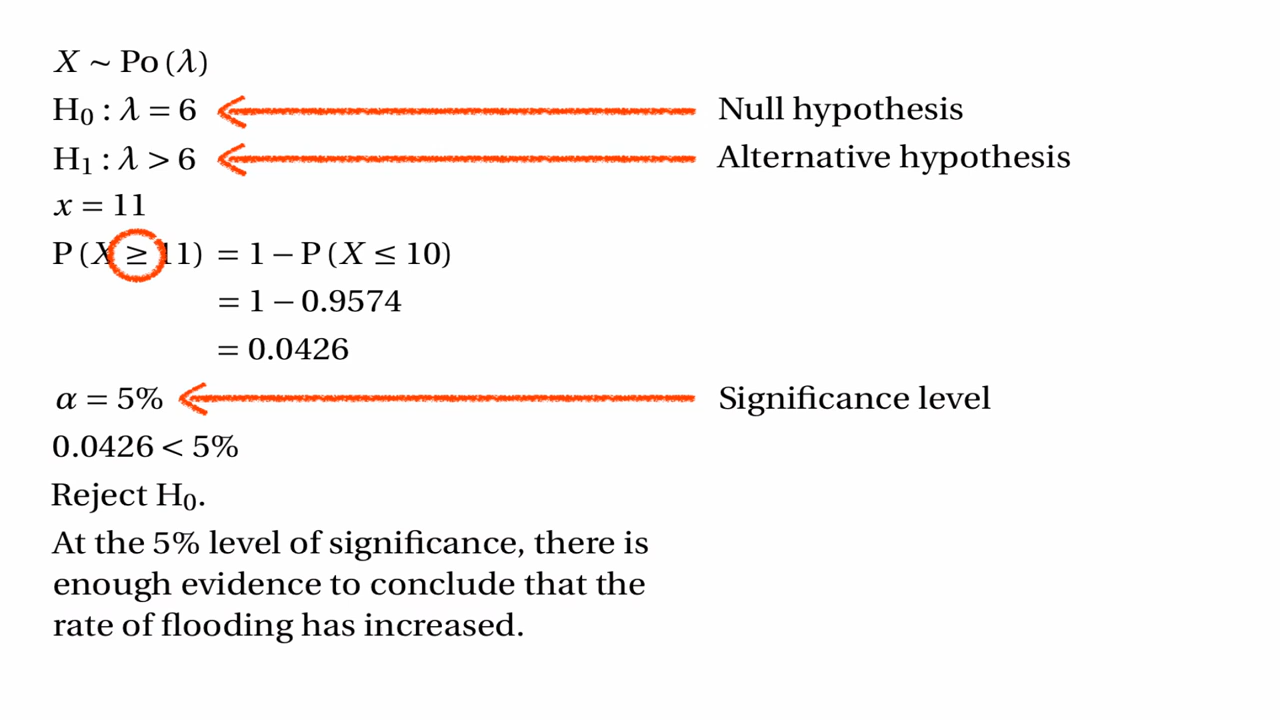 X ~ Po (λ)
H₀ : λ = 6 Null hypothesis
H₁ : λ > 6 Alternative hypothesis
x = 11
P (X ≥ 11) = 1 − P (X ≤ 10)
= 1 − 0.9574
= 0.0426
α = 5% Significance level
0.0426 < 5%
Reject H₀.
At the 5% level of significance, there is
enough evidence to conclude that the
rate of flooding has increased.